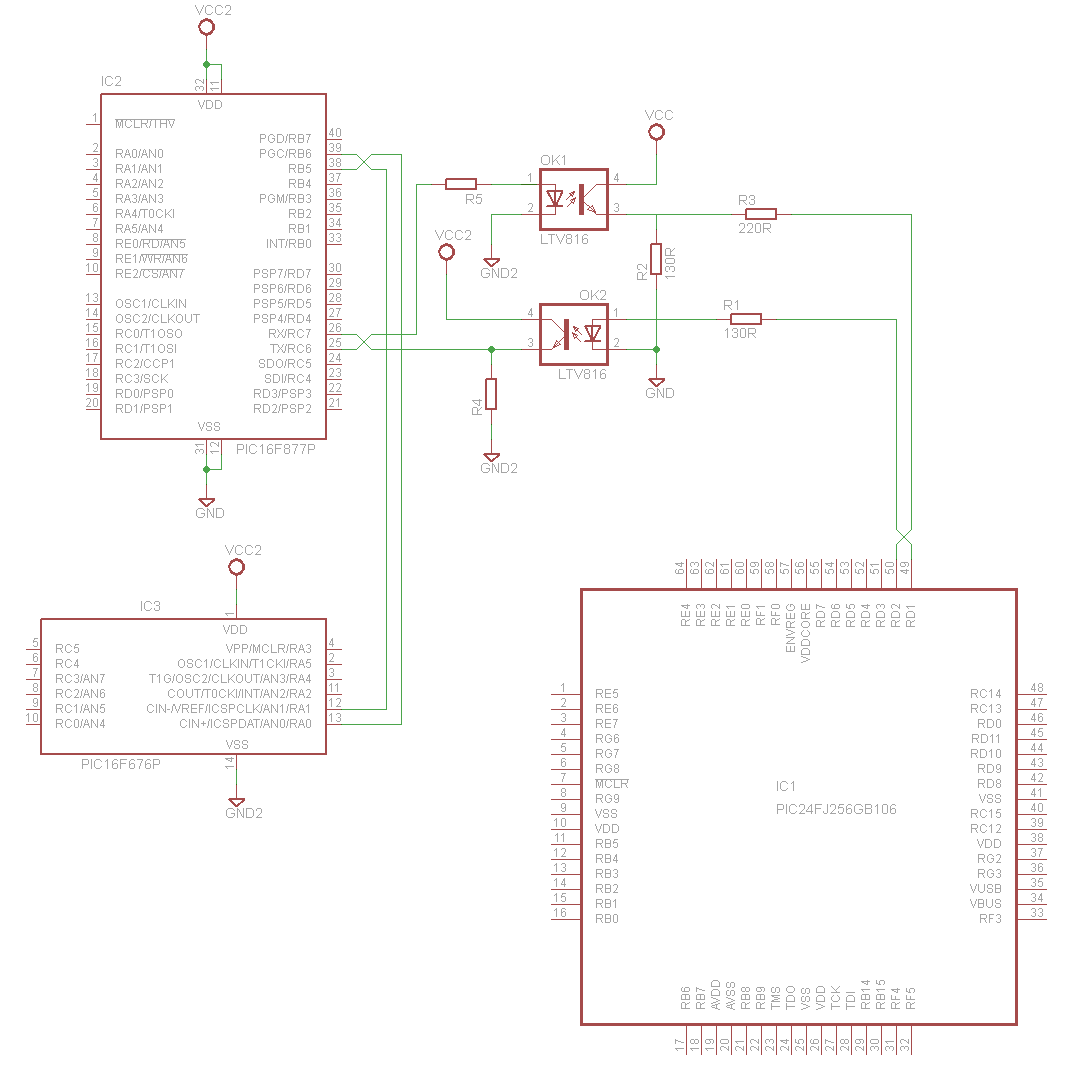 VCC2
IC2
32
11
VDD
1
MCLR/THV
2
RA0/AN0
3
RA1/AN1
4
RA2/AN2
5
RA3/AN3
6
RA4/T0CKI
7
RA5/AN4
8
RE0/RD/AN5
9
RE1/WR/AN6
10
RE2/CS/AN7
13
OSC1/CLKIN
14
OSC2/CLKOUT
15
RC0/T1OSO
16
RC1/T1OSI
17
RC2/CCP1
18
RC3/SCK
19
RD0/PSP0
20
RD1/PSP1
PGD/RB7
40
PGC/RB6
39
RB5
38
RB4
37
PGM/RB3
36
RB2
35
RB1
34
INT/RB0
33
PSP7/RD7
30
PSP6/RD6
29
PSP5/RD5
28
PSP4/RD4
27
RX/RC7
26
TX/RC6
25
SDO/RC5
24
SDI/RC4
23
RD3/PSP3
22
RD2/PSP2
21
VSS
31
12
PIC16F877P
GND
VCC
OK1
1
2
4
3
LTV816
R5
GND2
VCC2
R3
220R
R2
130R
OK2
4
3
1
2
LTV816
R1
130R
GND
R4
GND2
VCC2
IC3
1
VDD
5
RC5
6
RC4
7
RC3/AN7
8
RC2/AN6
9
RC1/AN5
10
RC0/AN4
VPP/MCLR/RA3
4
OSC1/CLKIN/T1CKI/RA5
2
T1G/OSC2/CLKOUT/AN3/RA4
3
COUT/T0CKI/INT/AN2/RA2
11
CIN-/VREF/ICSPCLK/AN1/RA1
12
CIN+/ICSPDAT/AN0/RA0
13
VSS
14
PIC16F676P
GND2
64
63
62
61
60
59
58
57
56
55
54
53
52
51
50
49
RE4
RE3
RE2
RE1
RE0
RF1
RF0
ENVREG
VDDCORE
RD7
RD6
RD5
RD4
RD3
RD2
RD1
1
RE5
2
RE6
3
RE7
4
RG6
5
RG7
6
RG8
7
MCLR
8
RG9
9
VSS
10
VDD
11
RB5
12
RB4
13
RB3
14
RB2
15
RB1
16
RB0
IC1
PIC24FJ256GB106
RC14
48
RC13
47
RD0
46
RD11
45
RD10
44
RD9
43
RD8
42
VSS
41
RC15
40
RC12
39
VDD
38
RG2
37
RG3
36
VUSB
35
VBUS
34
RF3
33
RB6
RB7
AVDD
AVSS
RB8
RB9
TMS
TDO
VSS
VDD
TCK
TDI
RB14
RB15
RF4
RF5
17
18
19
20
21
22
23
24
25
26
27
28
29
30
31
32